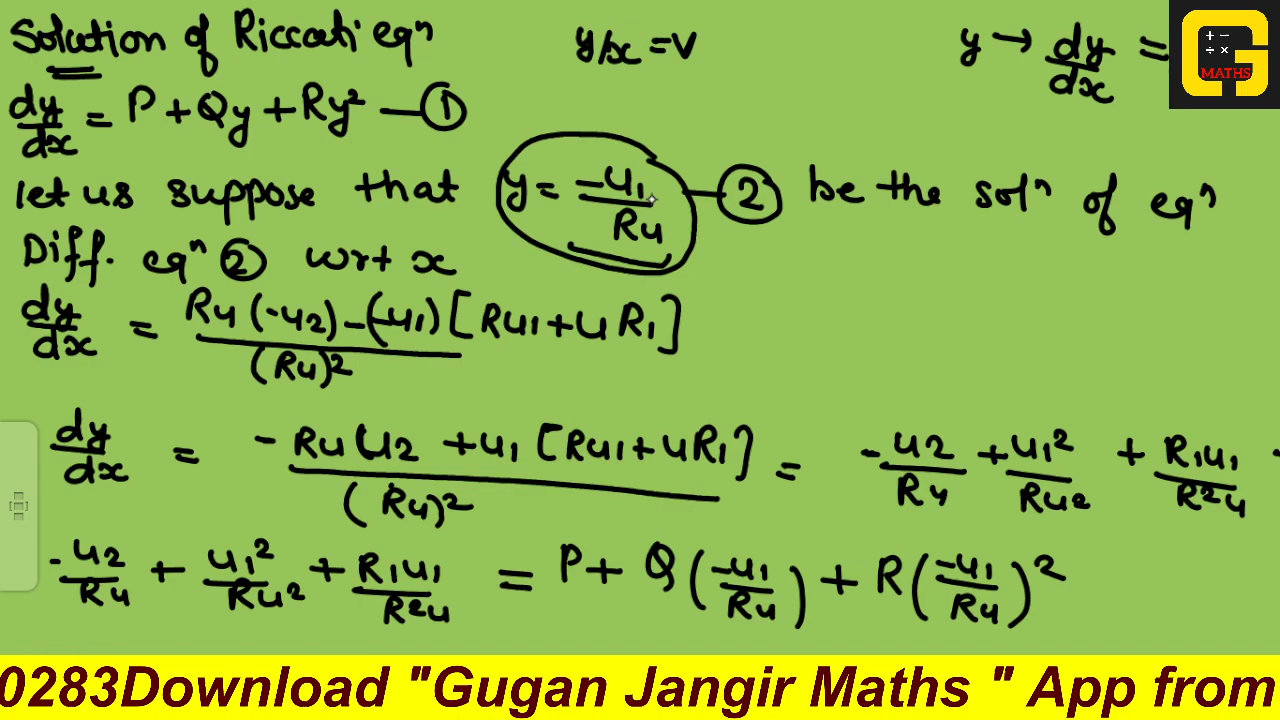 Solution of Riccati eqⁿ y/x = v y → dy/dx =
+ − ÷ × MATHS
dy/dx = P + Qy + Ry² — ①
let us suppose that y = -u₁/Ru — ② be the solⁿ of eqⁿ
Diff. eqⁿ ② wrt x
dy/dx = Ru(-u₂) - (-u₁)[Ru₁ + uR₁] / (Ru)²
dy/dx = - Ru(u₂ + u₁[Ru₁ + uR₁] / (Ru)² = -u₂/Ru + u₁²/Ru² + R₁u₁/R²u
-u₂/Ru + u₁²/Ru² + R₁u₁/R²u = P + Q(-u₁/Ru) + R(-u₁/Ru)²
0283Download "Gugan Jangir Maths " App from